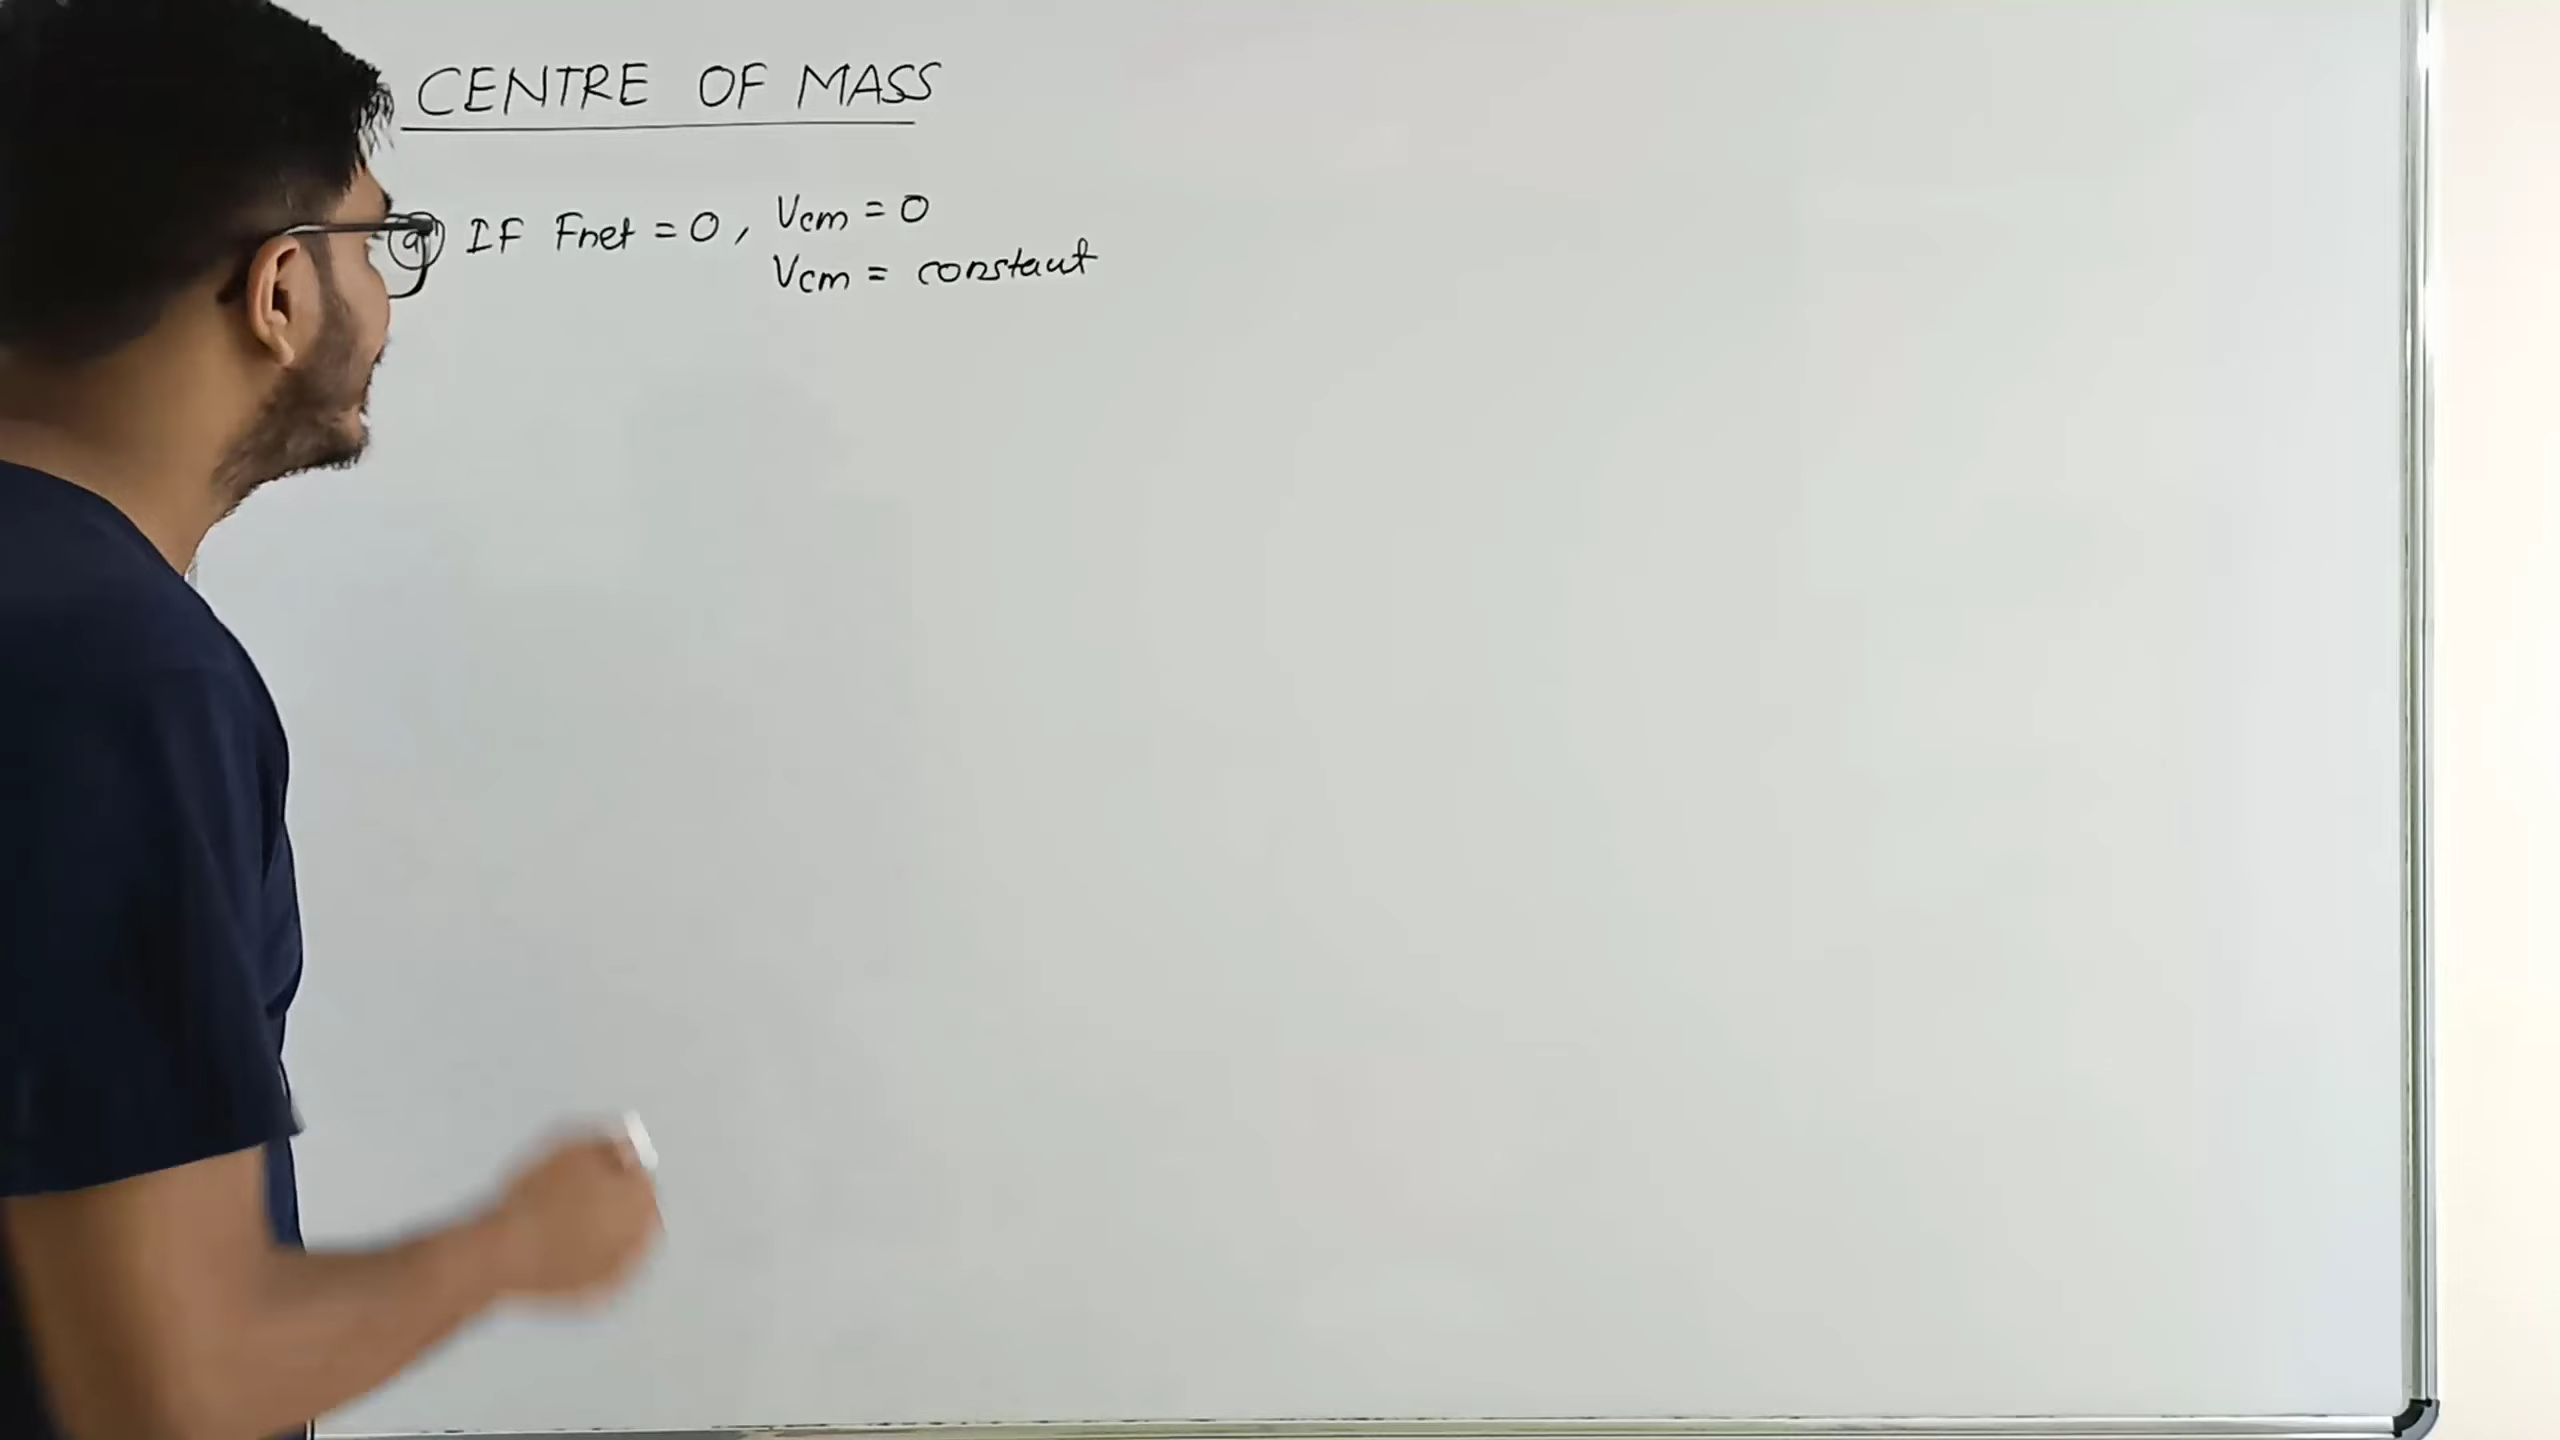 CENTRE OF MASS
(a) IF Fnet = 0, Vcm = 0
Vcm = constant